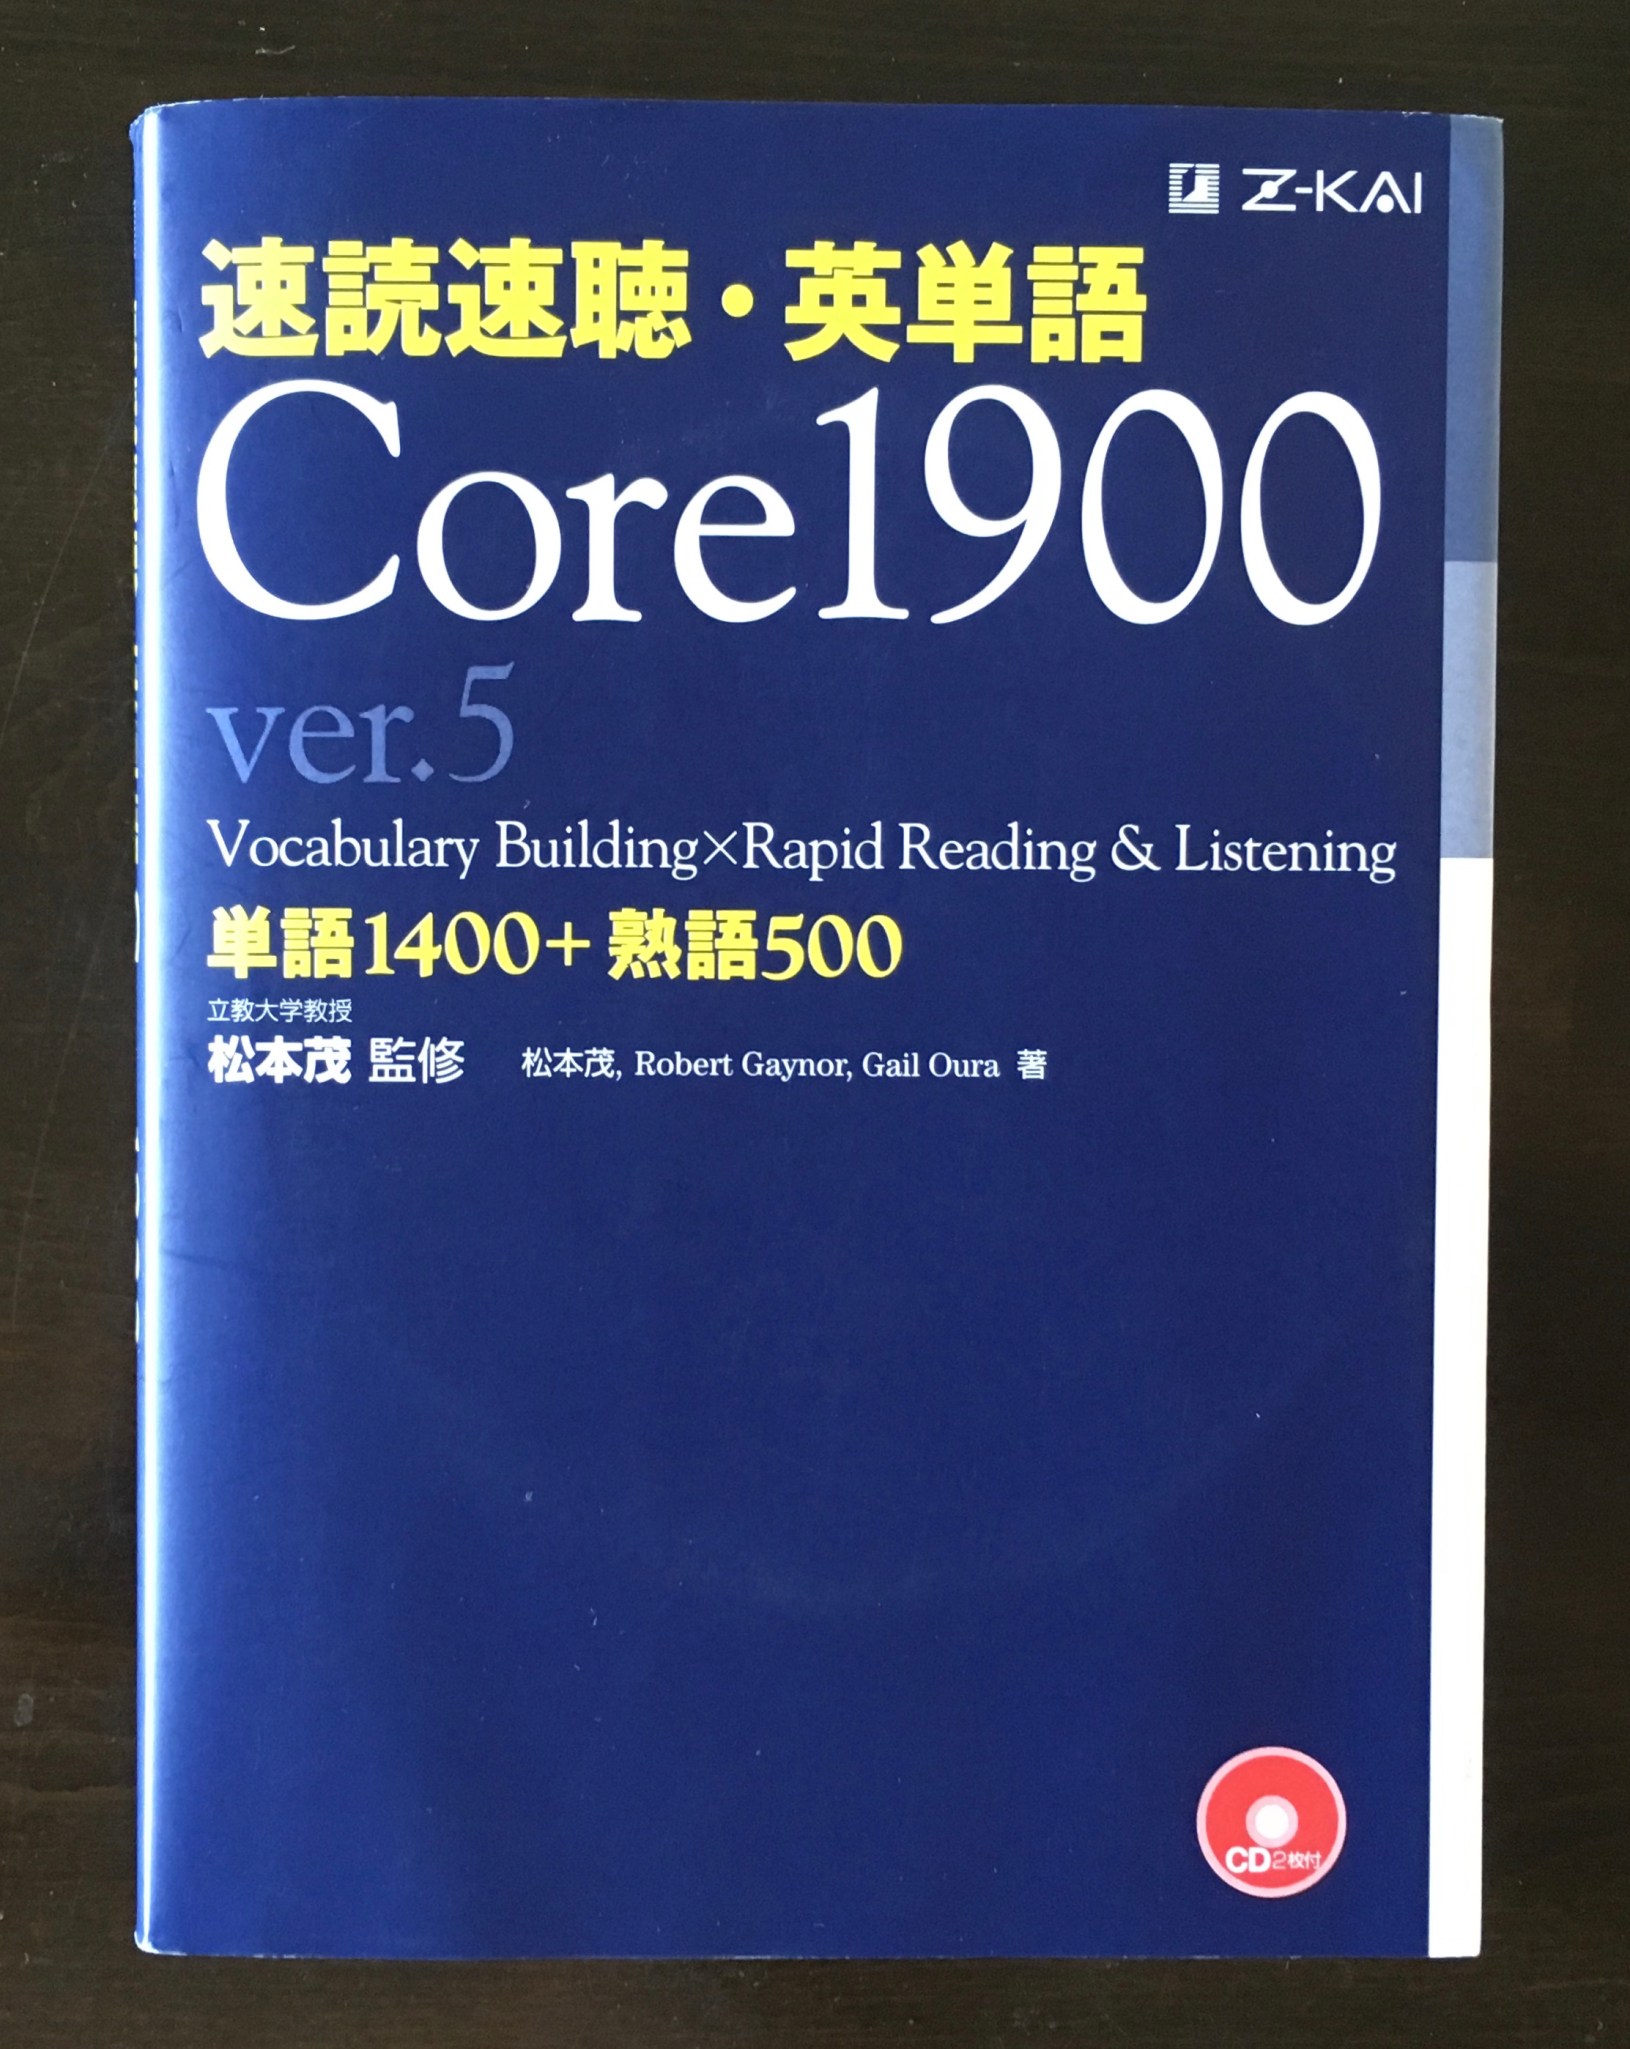 Z-KAI
速読速聴・英単語
Core1900
ver.5
Vocabulary Building×Rapid Reading & Listening
単語1400+熟語500
立教大学教授
松本茂 監修 松本茂, Robert Gaynor, Gail Oura 著
CD2枚付